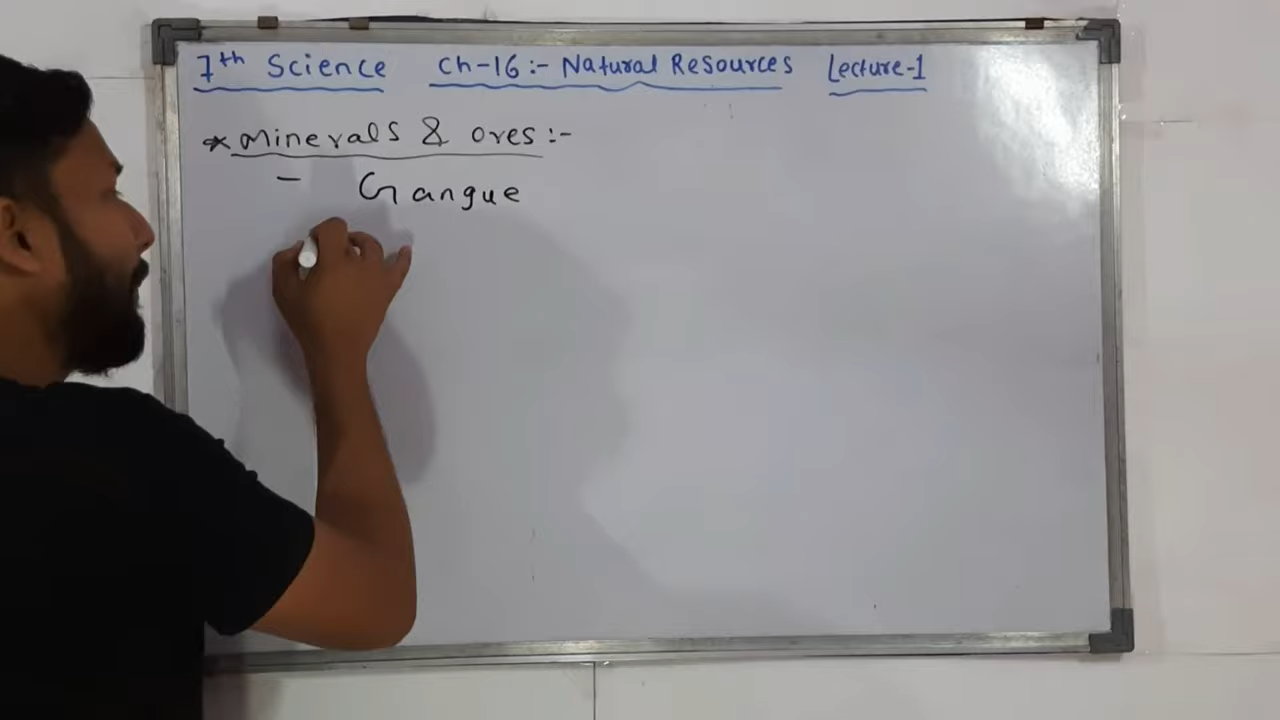 7th Science Ch-16:- Natural Resources Lecture-1
* Minerals & ores:-
- Gangue